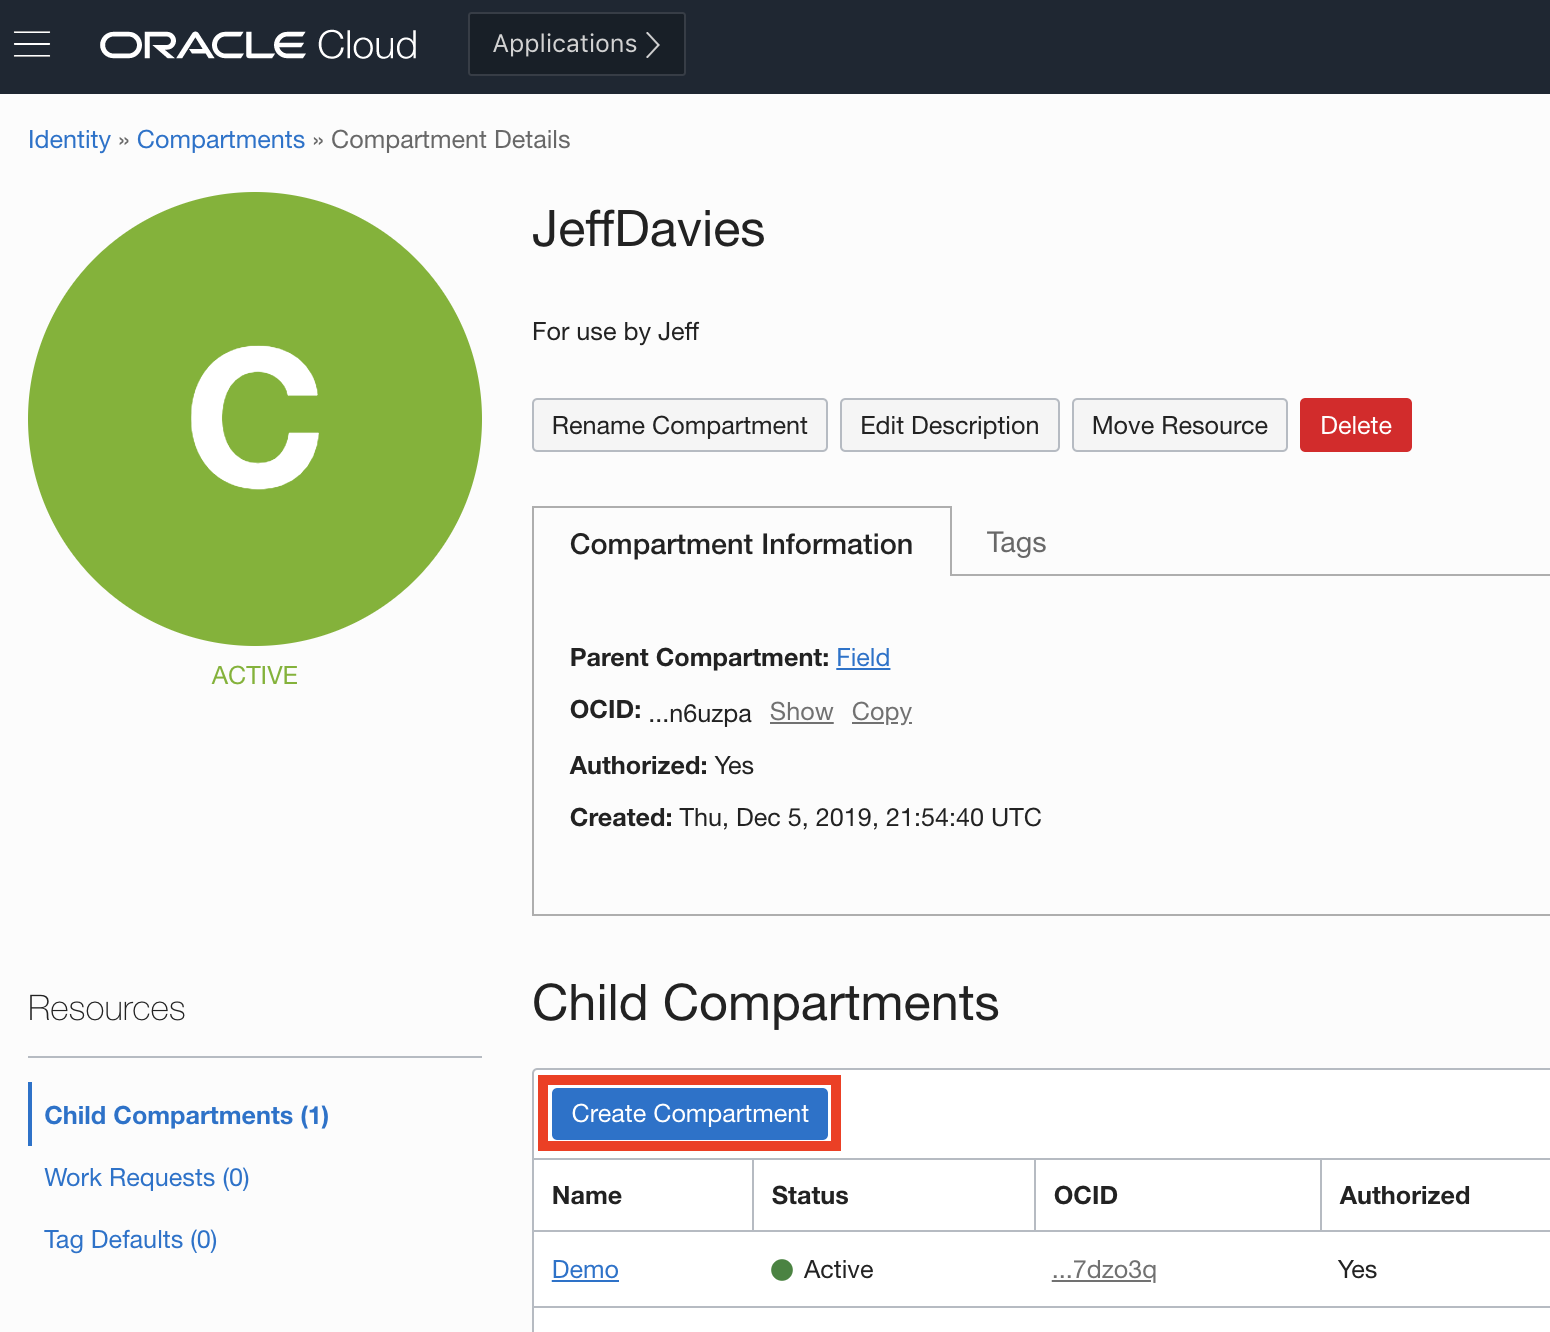 ORACLE Cloud
Applications
Identity » Compartments » Compartment Details
C
ACTIVE
JeffDavies
For use by Jeff
Rename Compartment Edit Description Move Resource Delete
Compartment Information Tags
Parent Compartment: Field
OCID: ...n6uzpa Show Copy
Authorized: Yes
Created: Thu, Dec 5, 2019, 21:54:40 UTC
Resources
Child Compartments (1)
Work Requests (0)
Tag Defaults (0)
Child Compartments
Create Compartment
Name Status OCID Authorized
Demo Active ...7dzo3q Yes